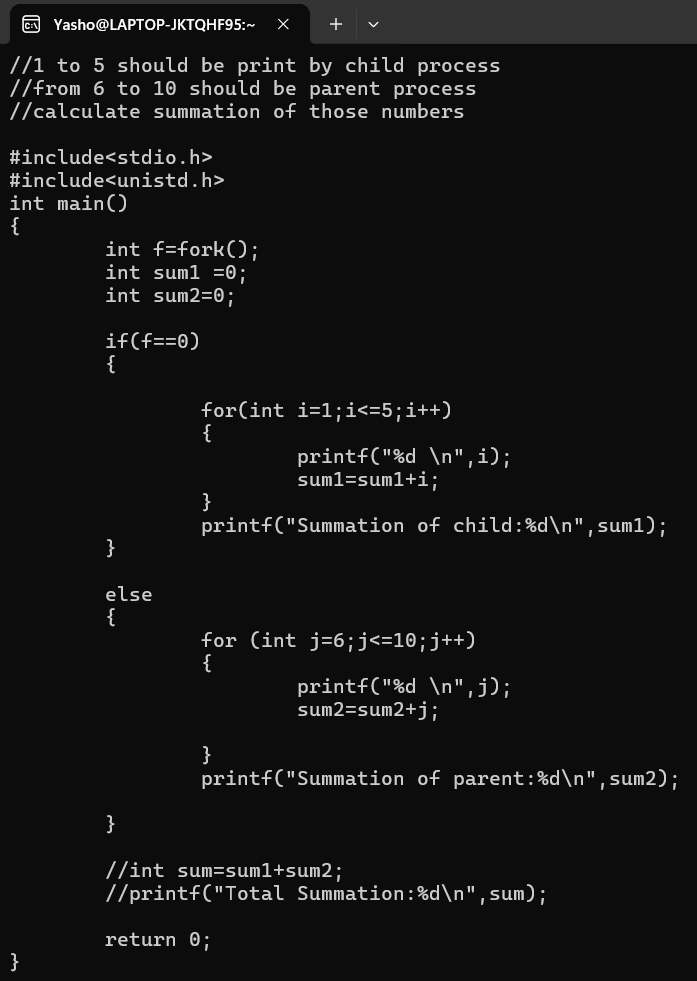 Yasho@LAPTOP-JKTQHF95:~
//1 to 5 should be print by child process
//from 6 to 10 should be parent process
//calculate summation of those numbers
#include<stdio.h>
#include<unistd.h>
int main()
{
        int f=fork();
        int sum1 =0;
        int sum2=0;
        if(f==0)
        {
                for(int i=1;i<=5;i++)
                {
                        printf("%d \n",i);
                        sum1=sum1+i;
                }
                printf("Summation of child:%d\n",sum1);
        }
        else
        {
                for (int j=6;j<=10;j++)
                {
                        printf("%d \n",j);
                        sum2=sum2+j;
                }
                printf("Summation of parent:%d\n",sum2);
        }
        //int sum=sum1+sum2;
        //printf("Total Summation:%d\n",sum);
        return 0;
}